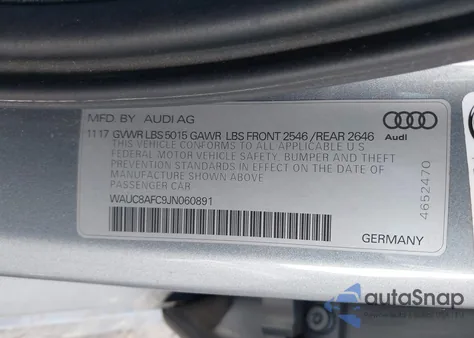 MFD. BY AUDI AG
11 17 GVWR LBS 5015 GAWR LBS FRONT 2546 /REAR 2646
THIS VEHICLE CONFORMS TO ALL APPLICABLE U S
FEDERAL MOTOR VEHICLE SAFETY, BUMPER AND THEFT
PREVENTION STANDARDS IN EFFECT ON THE DATE OF
MANUFACTURE SHOWN ABOVE
PASSENGER CAR
WAUC8AFC9JN060891
Audi
4652470
GERMANY
autoSnap